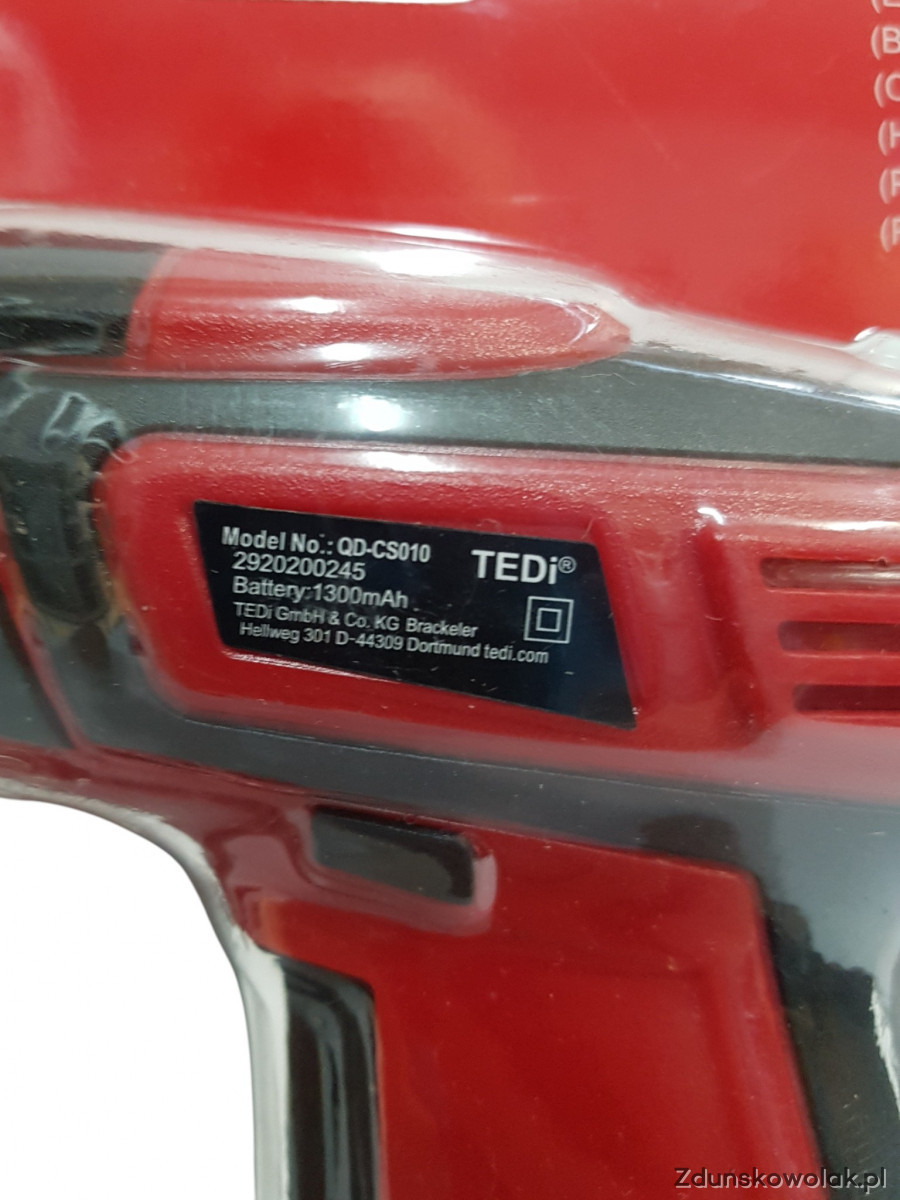 (B
(C
(H
Model No.: QD-CS010
2920200245
Battery:1300mAh
TEDi GmbH & Co. KG Brackeler
Hellweg 301 D-44309 Dortmund tedi.com
TEDi®
Zdunskowolak.pl